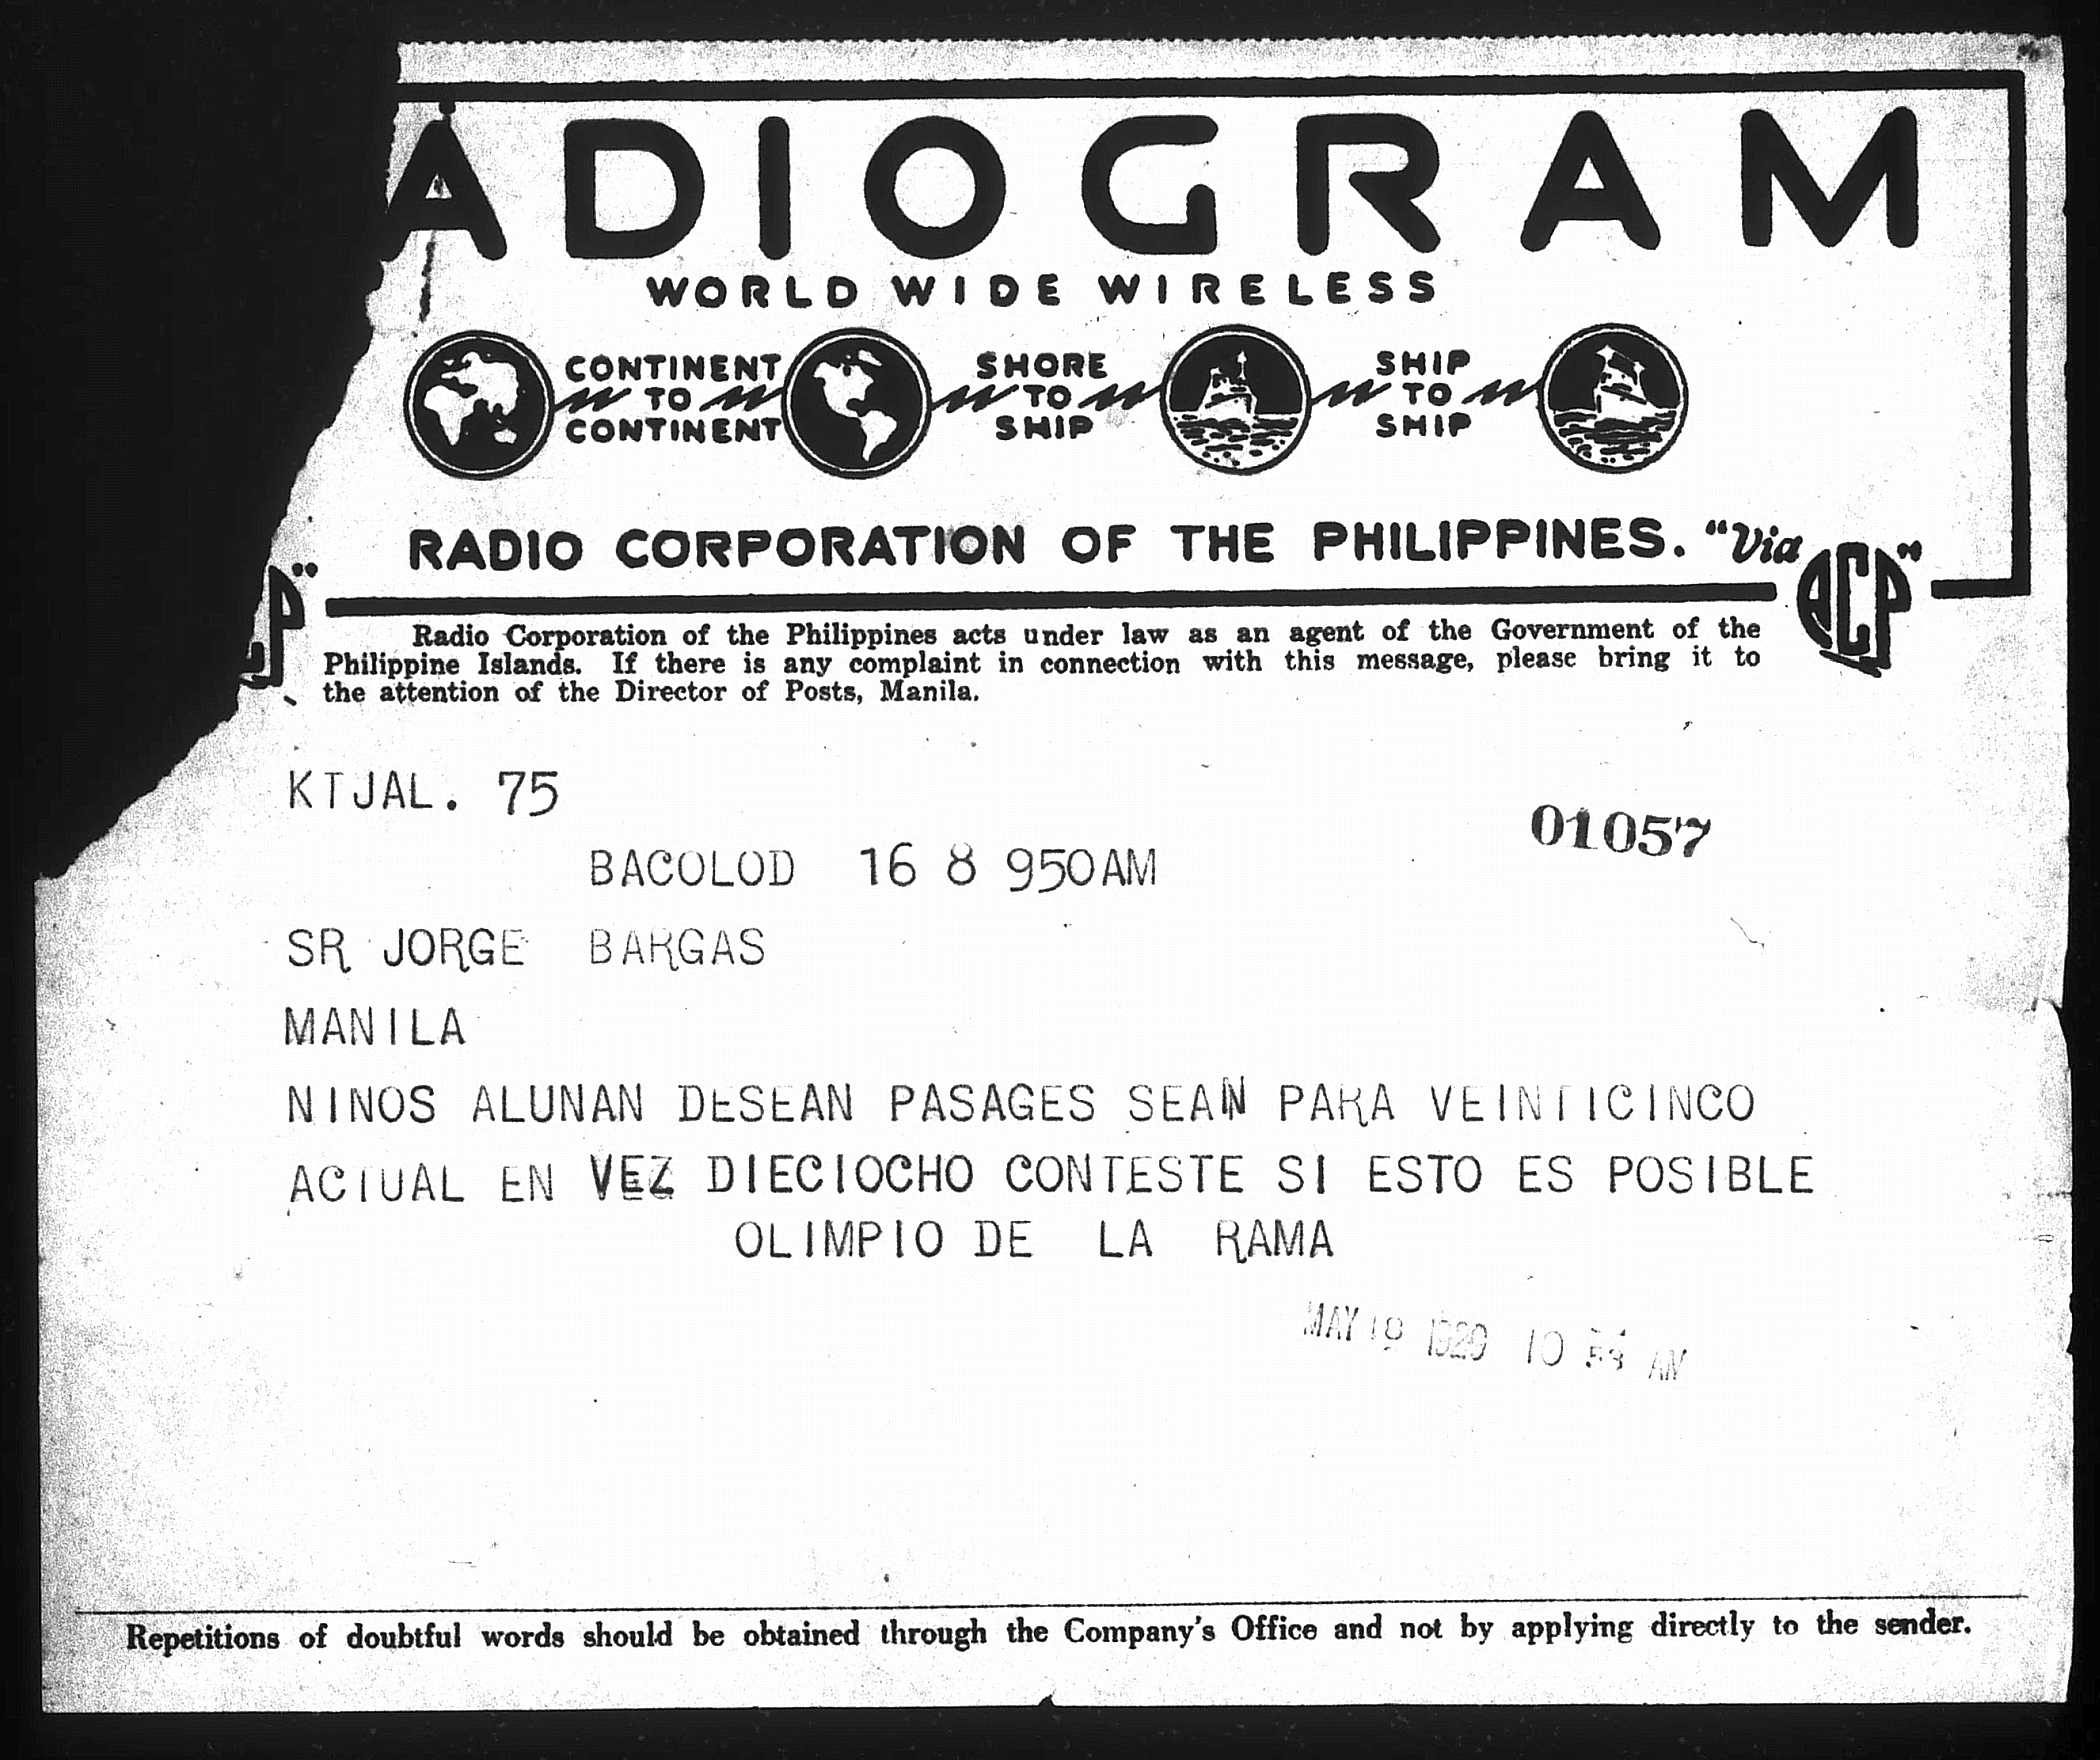 ADIOGRAM
WORLD WIDE WIRELESS
CONTINENT TO CONTINENT
SHORE TO SHIP
SHIP TO SHIP
RADIO CORPORATION OF THE PHILIPPINES. "Via RCP"
Radio Corporation of the Philippines acts under law as an agent of the Government of the
Philippine Islands. If there is any complaint in connection with this message, please bring it to
the attention of the Director of Posts, Manila.
KTJAL. 75
01057
BACOLOD 16 8 950AM
SR JORGE BARGAS
MANILA
NINOS ALUNAN DESEAN PASAGES SEAN PARA VEINTICINCO
ACTUAL EN VEZ DIECIOCHO CONTESTE SI ESTO ES POSIBLE
OLIMPIO DE LA RAMA
MAY 1929 10 AM
Repetitions of doubtful words should be obtained through the Company's Office and not by applying directly to the sender.